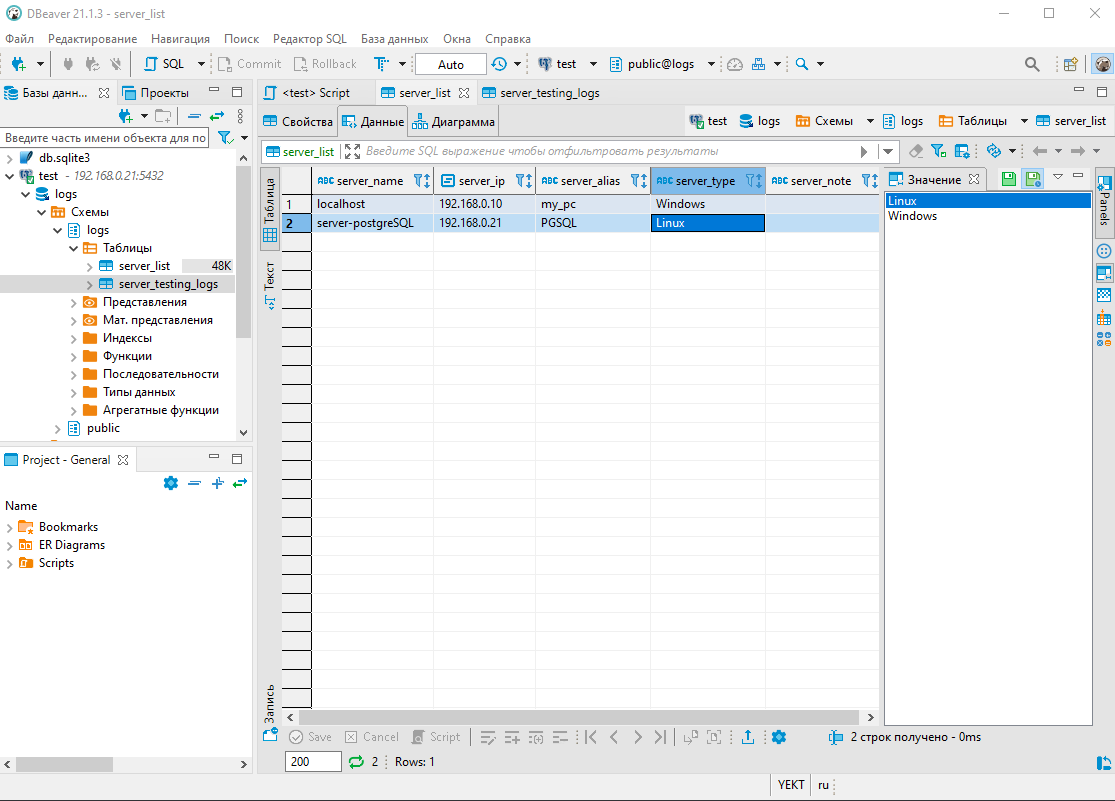 DBeaver 21.1.3 - server_list
Файл Редактирование Навигация Поиск Редактор SQL База данных Окна Справка
SQL Commit Rollback Auto test public@logs
Базы данн... Проекты
<test> Script server_list server_testing_logs
Свойства Данные Диаграмма
test logs Схемы logs Таблицы server_list
Введите часть имени объекта для по
server_list Введите SQL выражение чтобы отфильтровать результаты
db.sqlite3
test - 192.168.0.21:5432
logs
Схемы
logs
Таблицы
server_list 48K
server_testing_logs
Представления
Мат. представления
Индексы
Функции
Последовательности
Типы данных
Агрегатные функции
public
Project - General
Name
Bookmarks
ER Diagrams
Scripts
Таблица
Текст
Запись
ABC server_name server_ip ABC server_alias ABC server_type ABC server_note
1 localhost 192.168.0.10 my_pc Windows
2 server-postgreSQL 192.168.0.21 PGSQL Linux
Значение
Linux
Windows
Panels
Save Cancel Script
2 строк получено - 0ms
200 2 Rows: 1
YEKT ru